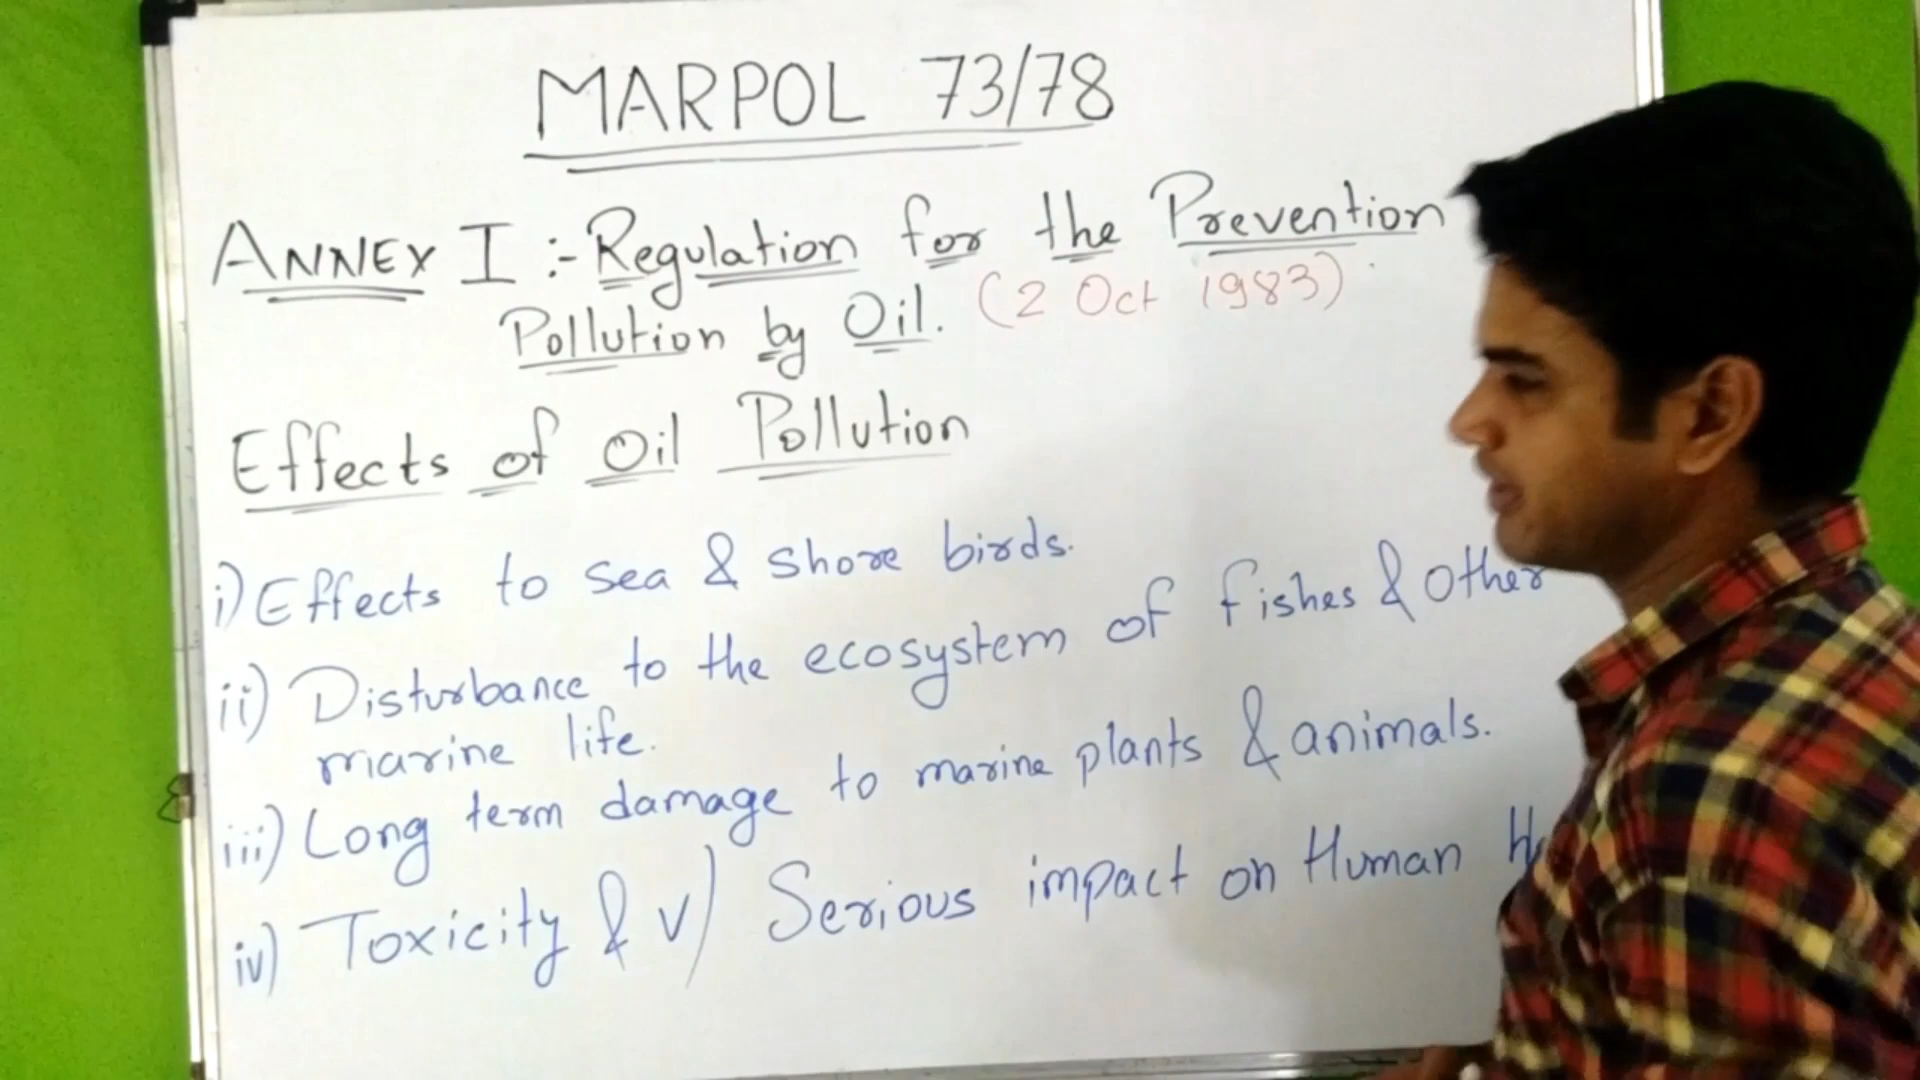 MARPOL 73/78
ANNEX I :- Regulation for the Prevention
Pollution by Oil. (2 Oct 1983)
Effects of Oil Pollution
i) Effects to sea & shore birds.
ii) Disturbance to the ecosystem of fishes & other
marine life.
iii) Long term damage to marine plants & animals.
iv) Toxicity & v) Serious impact on Human